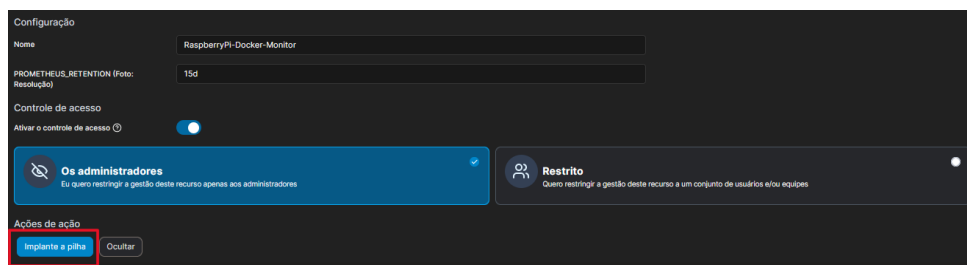 Configuração
Nome
RaspberryPi-Docker-Monitor
PROMETHEUS_RETENTION (Foto:
Resolução)
15d
Controle de acesso
Ativar o controle de acesso
Os administradores
Eu quero restringir a gestão deste recurso apenas aos administradores
Restrito
Quero restringir a gestão deste recurso a um conjunto de usuários e/ou equipes
Ações de ação
Implante a pilha
Ocultar